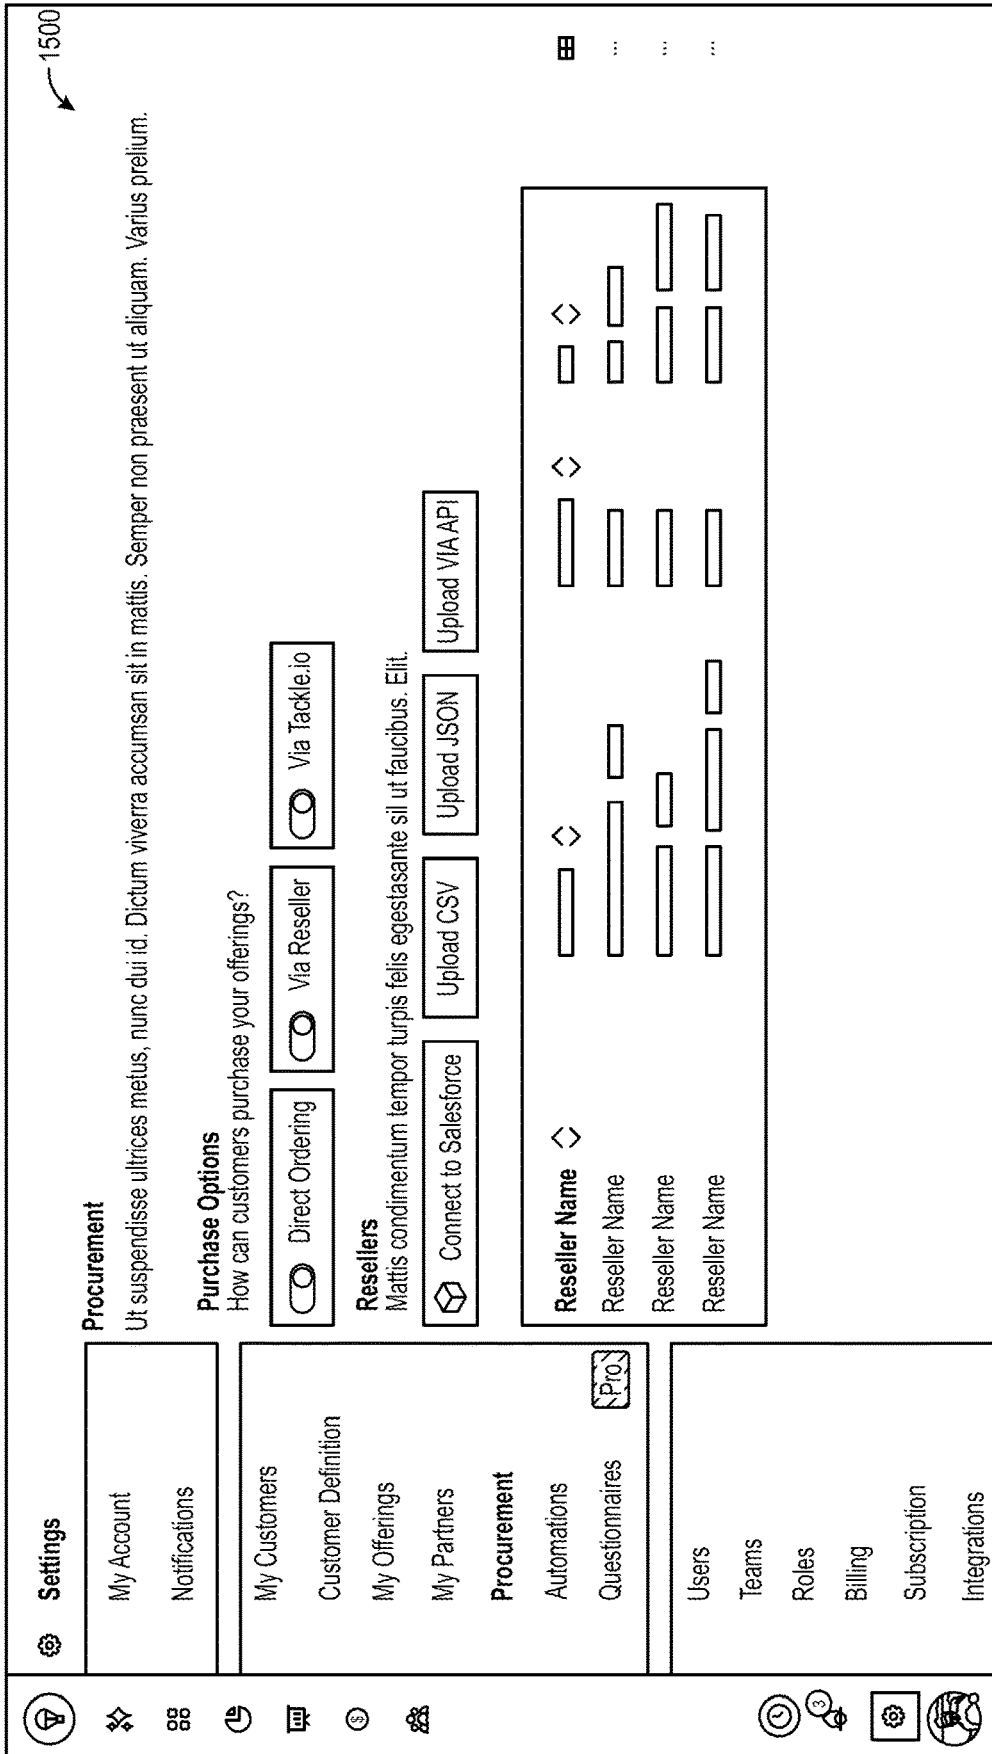 1500
Settings
My Account
Notifications
My Customers
Customer Definition
My Offerings
My Partners
Procurement
Automations
Questionnaires
Pro
Users
Teams
Roles
Billing
Subscription
Integrations
3
$
Procurement
Ut suspendisse ultrices metus, nunc dui id. Dictum viverra accumsan sit in mattis. Semper non praesent ut aliquam. Varius prelium.
Purchase Options
How can customers purchase your offerings?
Direct Ordering
Via Reseller
Via Tackle.io
Resellers
Mattis condimentum tempor turpis felis egestasante sil ut faucibus. Elit.
Connect to Salesforce
Upload CSV
Upload JSON
Upload VIA API
Reseller Name
Reseller Name
Reseller Name
Reseller Name